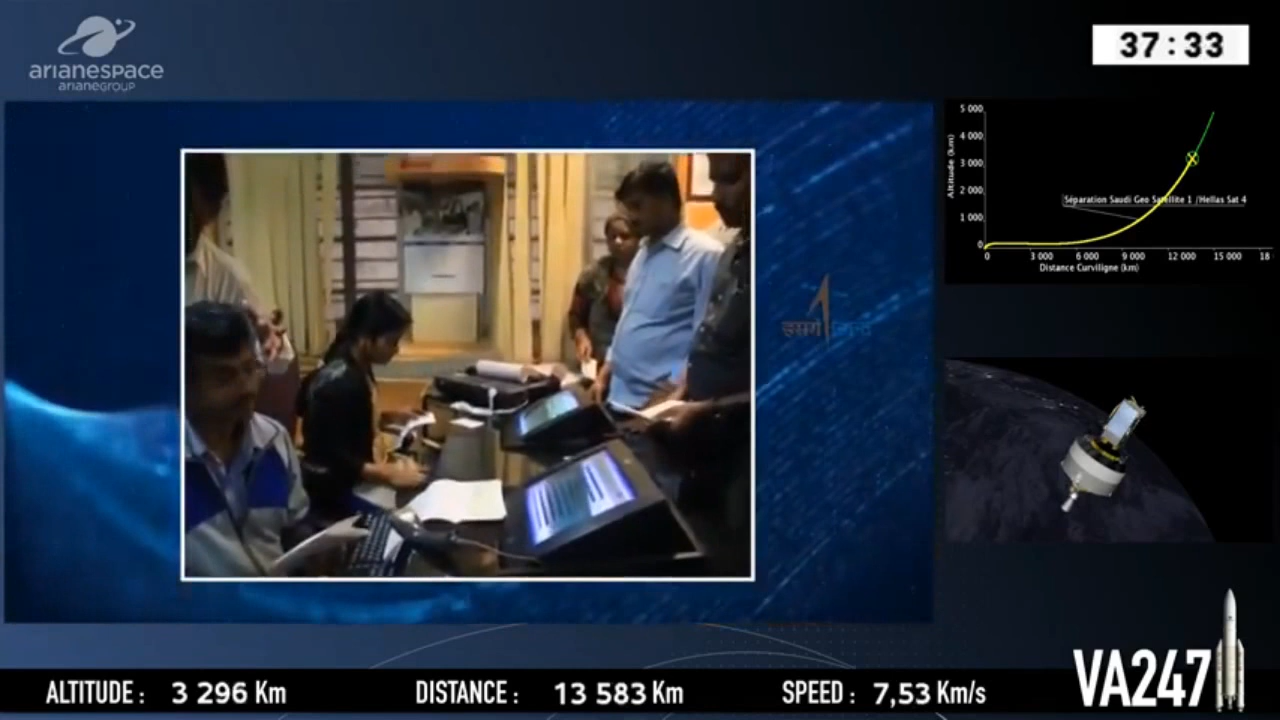 arianespace
arianeGROUP
37:33
5 000
4 000
3 000
2 000
1 000
0
Altitude (km)
Séparation Saudi Geo Satellite 1 /Hellas Sat 4
0 3 000 6 000 9 000 12 000 15 000 18
Distance Curviligne (km)
इसरो
VA247
ALTITUDE : 3 296 Km DISTANCE : 13 583 Km SPEED : 7,53 Km/s